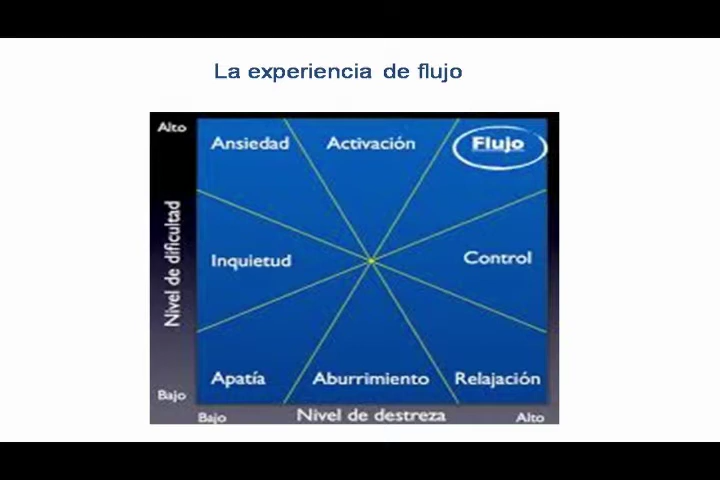 La experiencia de flujo
Alto
Ansiedad
Activación
Flujo
Nivel de dificultad
Inquietud
Control
Apatía
Aburrimiento
Relajación
Bajo
Bajo
Nivel de destreza
Alto